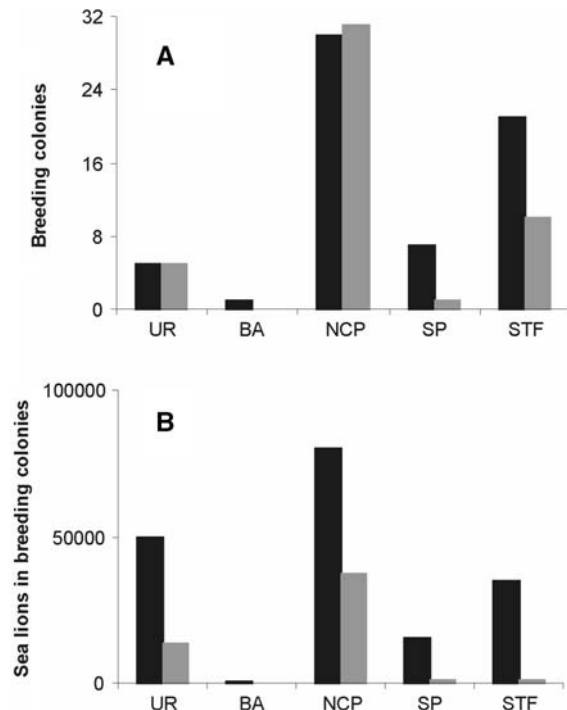 32
A
24
16
8
0
Breeding colonies
UR BA NCP SP STF
100000
B
50000
0
Sea lions in breeding colonies
UR BA NCP SP STF